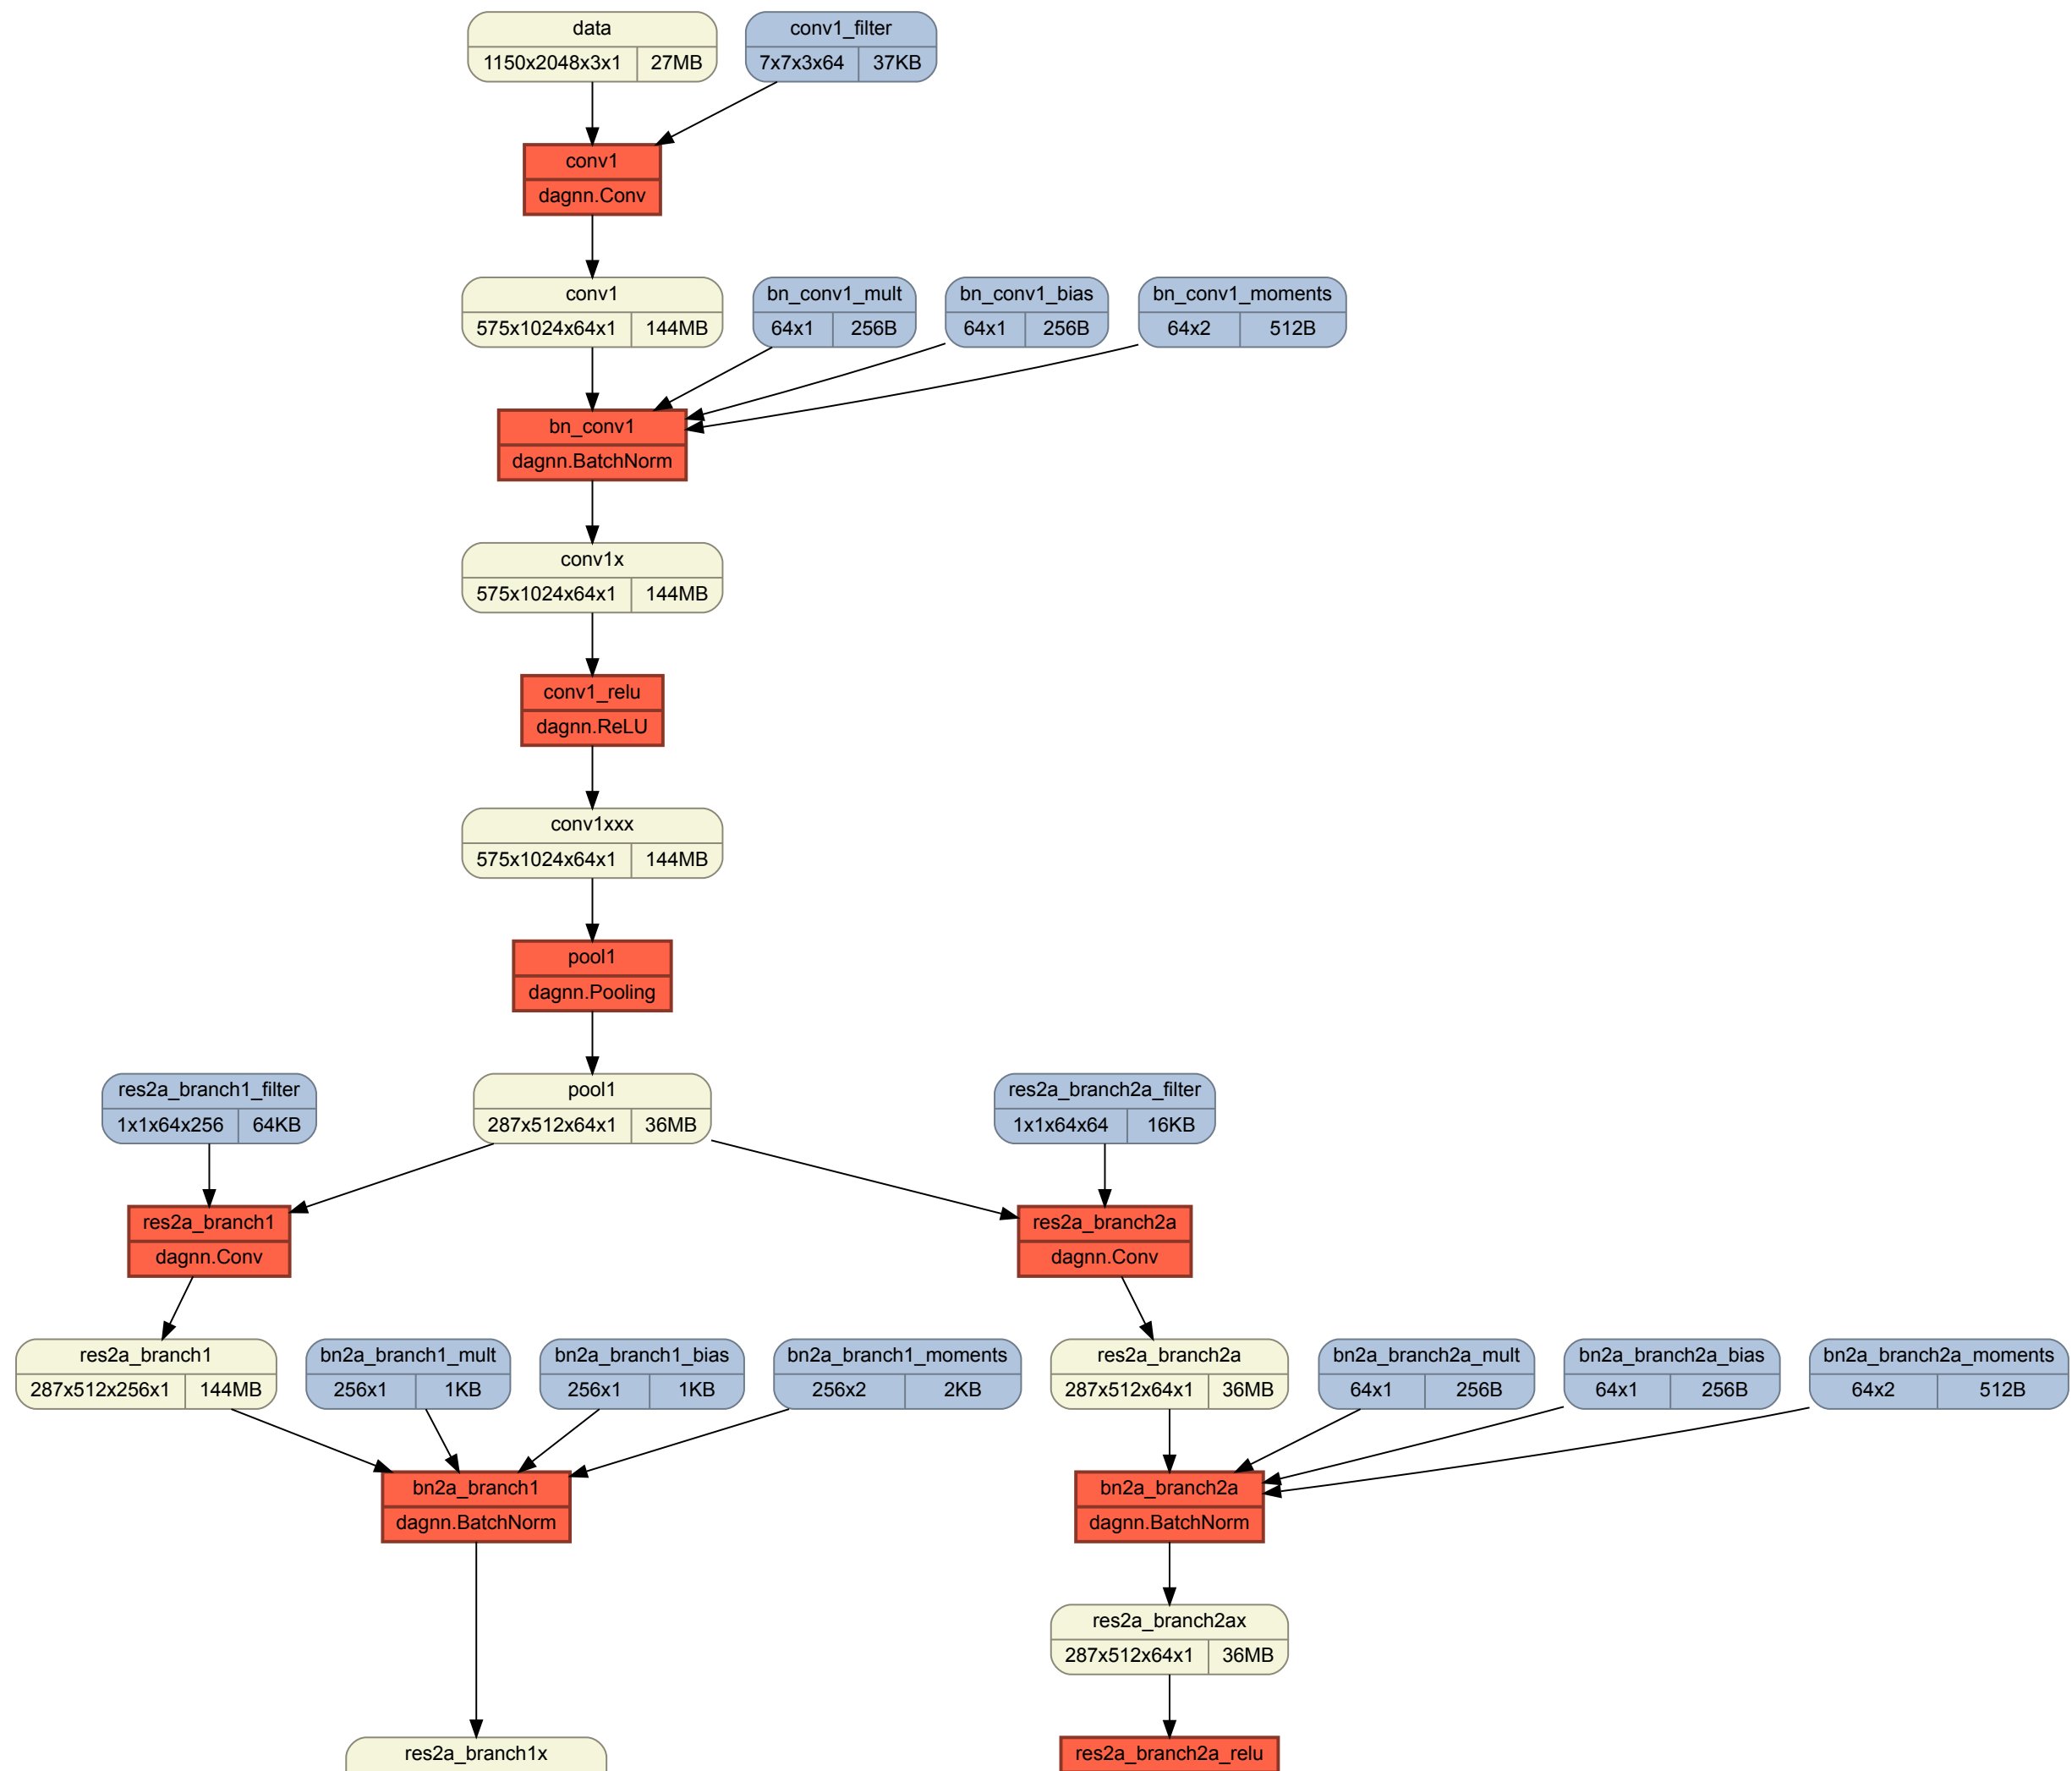 data
1150x2048x3x1 27MB
conv1_filter
7x7x3x64 37KB
conv1
dagnn.Conv
conv1
575x1024x64x1 144MB
bn_conv1_mult
64x1 256B
bn_conv1_bias
64x1 256B
bn_conv1_moments
64x2 512B
bn_conv1
dagnn.BatchNorm
conv1x
575x1024x64x1 144MB
conv1_relu
dagnn.ReLU
conv1xxx
575x1024x64x1 144MB
pool1
dagnn.Pooling
res2a_branch1_filter
1x1x64x256 64KB
pool1
287x512x64x1 36MB
res2a_branch2a_filter
1x1x64x64 16KB
res2a_branch1
dagnn.Conv
res2a_branch2a
dagnn.Conv
res2a_branch1
287x512x256x1 144MB
bn2a_branch1_mult
256x1 1KB
bn2a_branch1_bias
256x1 1KB
bn2a_branch1_moments
256x2 2KB
res2a_branch2a
287x512x64x1 36MB
bn2a_branch2a_mult
64x1 256B
bn2a_branch2a_bias
64x1 256B
bn2a_branch2a_moments
64x2 512B
bn2a_branch1
dagnn.BatchNorm
bn2a_branch2a
dagnn.BatchNorm
res2a_branch2ax
287x512x64x1 36MB
res2a_branch1x
res2a_branch2a_relu